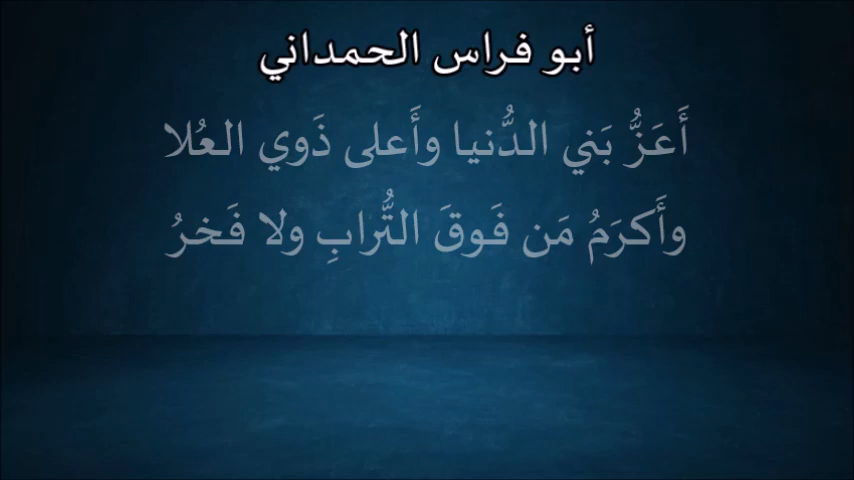 أبو فراس الحمداني
أَعَزُّ بَني الدُّنيا وأَعلى ذَوي العُلا
وأَكرَمُ مَن فَوقَ التُّرابِ ولا فَخرُ